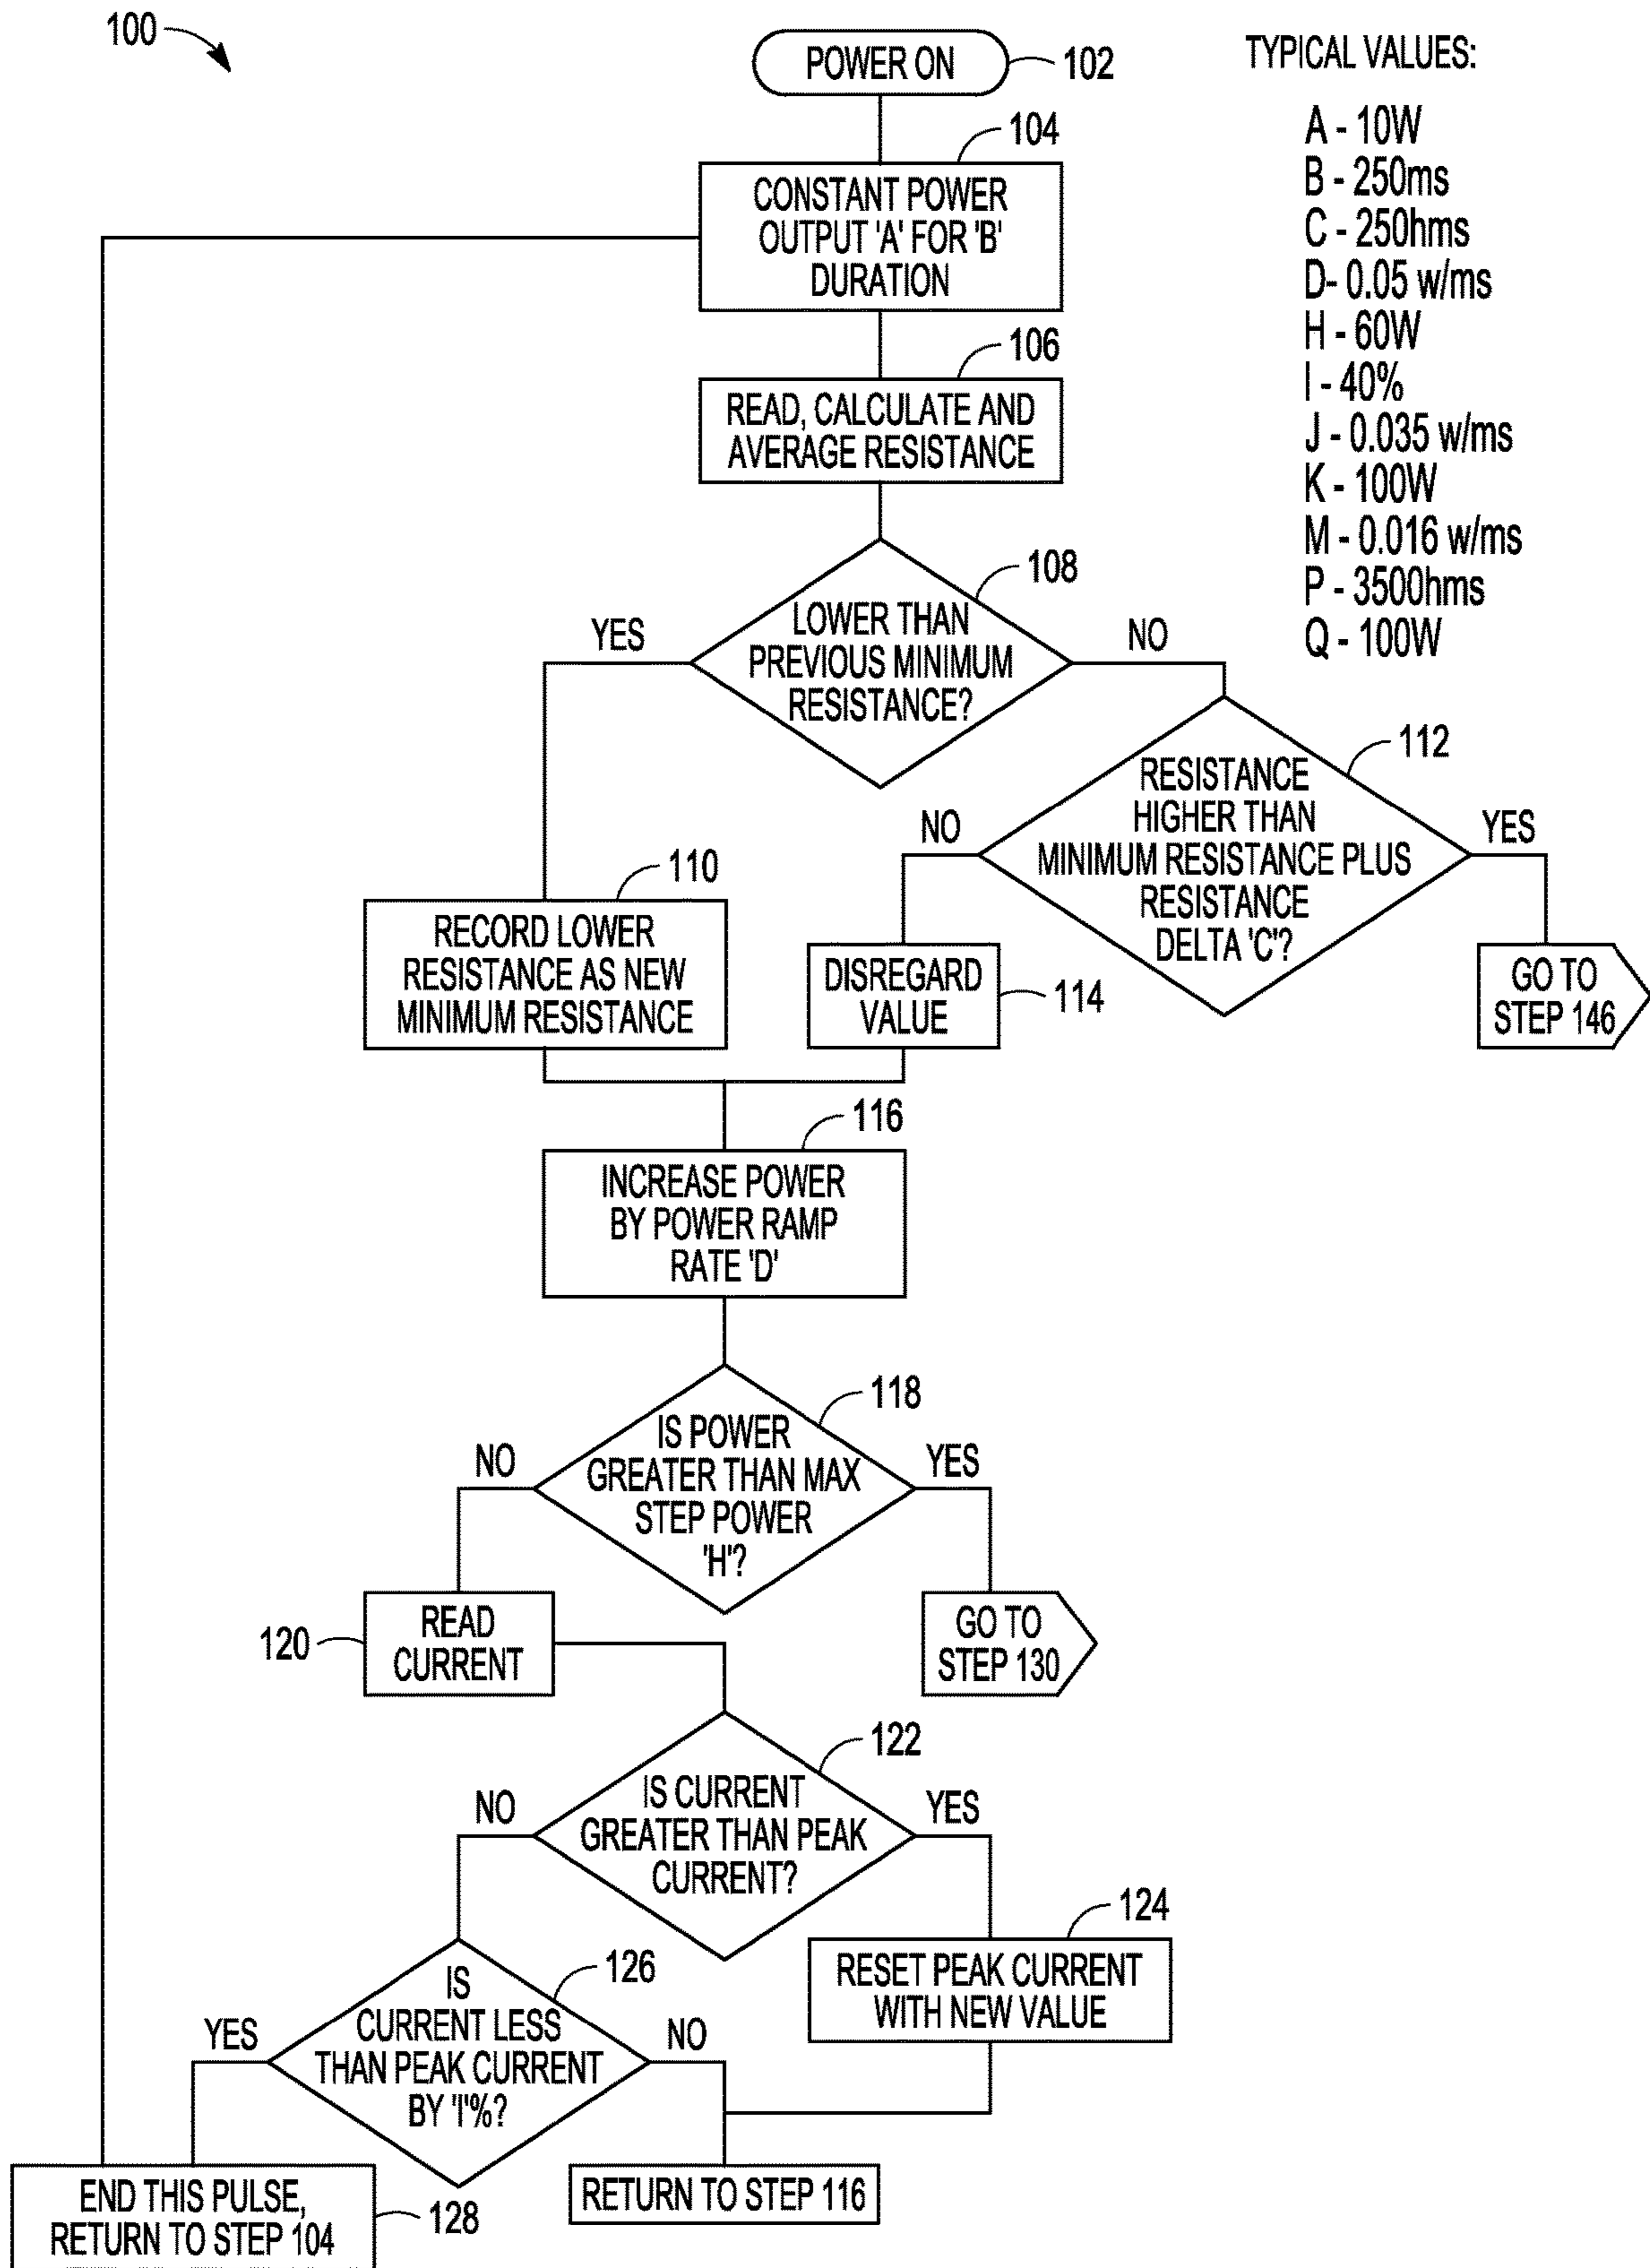 100
POWER ON
102
TYPICAL VALUES:
A - 10W
B - 250ms
C - 250hms
D- 0.05 w/ms
H - 60W
I - 40%
J - 0.035 w/ms
K - 100W
M - 0.016 w/ms
P - 3500hms
Q - 100W
104
CONSTANT POWER
OUTPUT 'A' FOR 'B'
DURATION
106
READ, CALCULATE AND
AVERAGE RESISTANCE
108
LOWER THAN
PREVIOUS MINIMUM
RESISTANCE?
YES
NO
110
RECORD LOWER
RESISTANCE AS NEW
MINIMUM RESISTANCE
112
RESISTANCE
HIGHER THAN
MINIMUM RESISTANCE PLUS
RESISTANCE
DELTA 'C'?
NO
YES
DISREGARD
VALUE
114
GO TO
STEP 146
116
INCREASE POWER
BY POWER RAMP
RATE 'D'
118
IS POWER
GREATER THAN MAX
STEP POWER
'H'?
NO
YES
120
READ
CURRENT
GO TO
STEP 130
122
IS CURRENT
GREATER THAN PEAK
CURRENT?
NO
YES
124
RESET PEAK CURRENT
WITH NEW VALUE
126
IS
CURRENT LESS
THAN PEAK CURRENT
BY 'I'%?
YES
NO
END THIS PULSE,
RETURN TO STEP 104
128
RETURN TO STEP 116